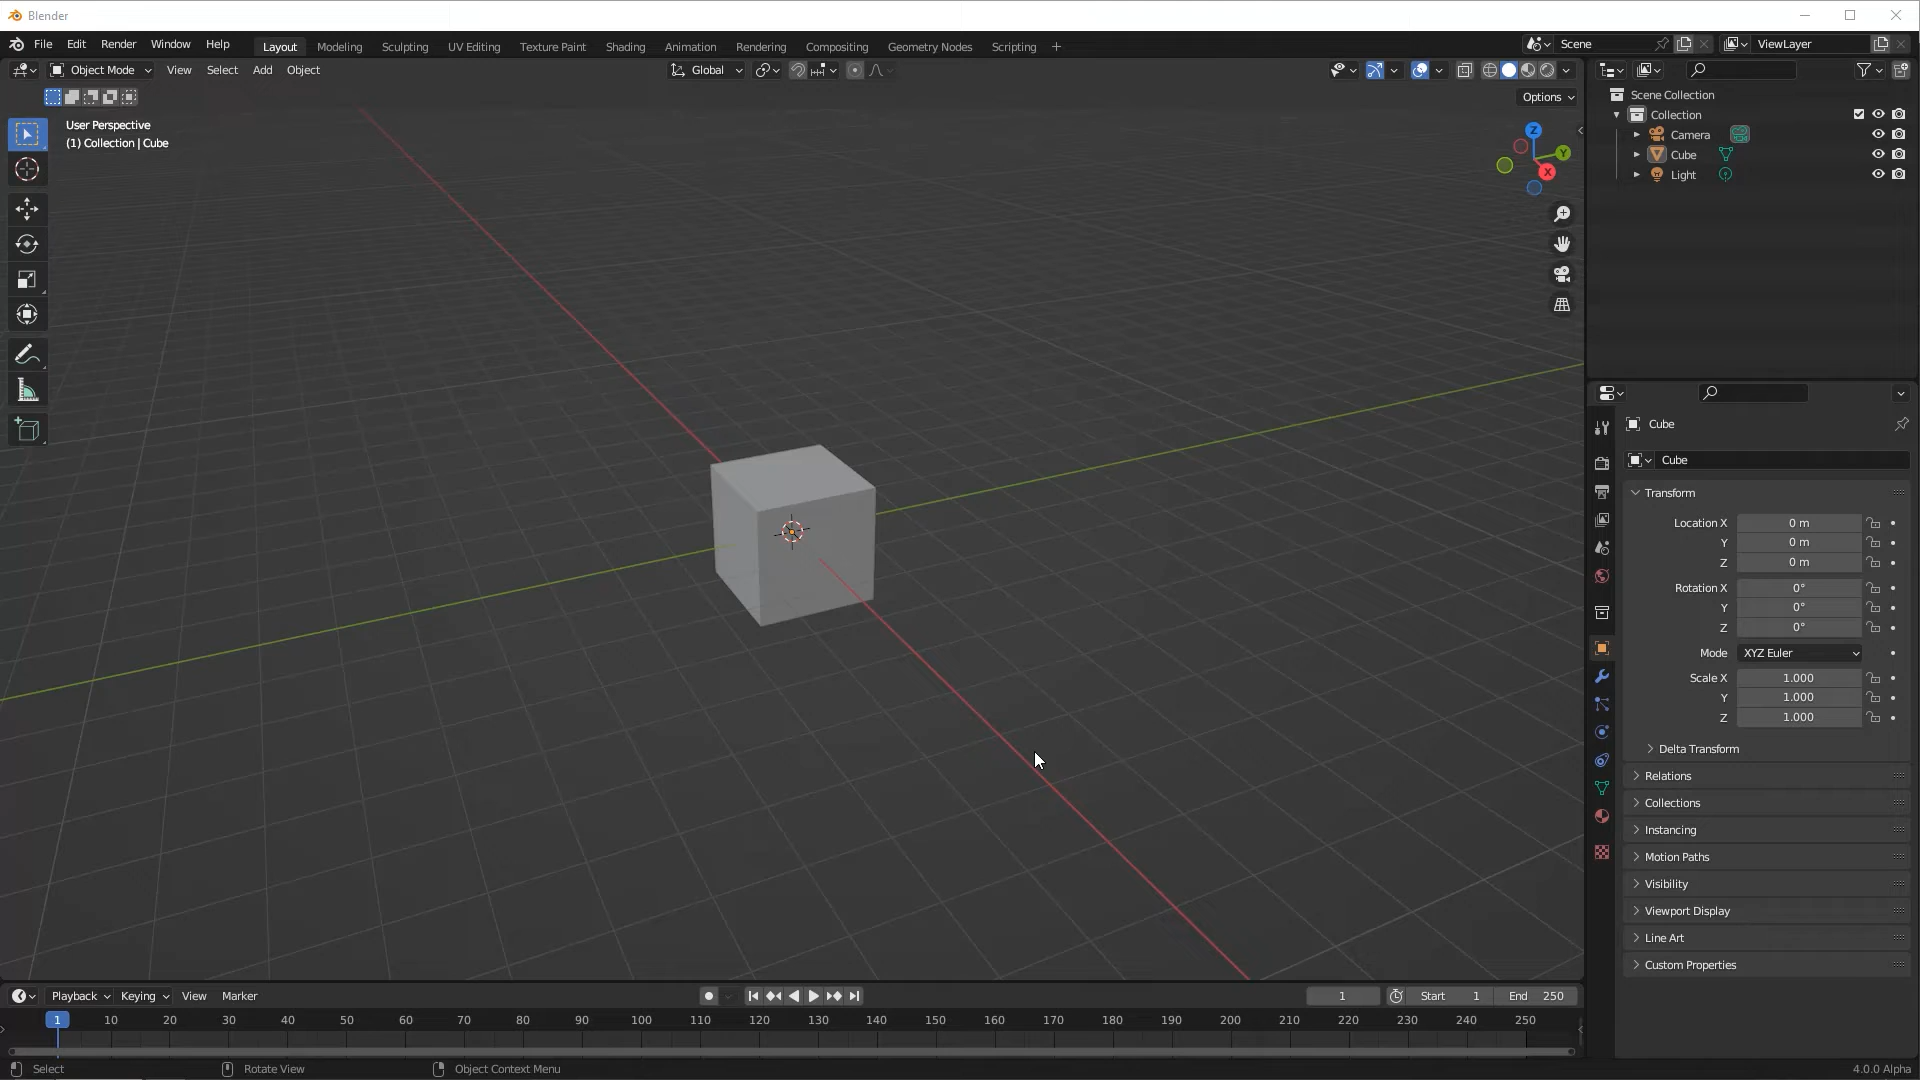 Blender
File Edit Render Window Help Layout Modeling Sculpting UV Editing Texture Paint Shading Animation Rendering Compositing Geometry Nodes Scripting + Scene ViewLayer
Object Mode View Select Add Object Global
Options
User Perspective
(1) Collection | Cube
Z
Y
X
Scene Collection
Collection
Camera
Cube
Light
Cube
Cube
Transform
Location X 0 m
Y 0 m
Z 0 m
Rotation X 0°
Y 0°
Z 0°
Mode XYZ Euler
Scale X 1.000
Y 1.000
Z 1.000
Delta Transform
Relations
Collections
Instancing
Motion Paths
Visibility
Viewport Display
Line Art
Custom Properties
Playback Keying View Marker 1 Start 1 End 250
1 10 20 30 40 50 60 70 80 90 100 110 120 130 140 150 160 170 180 190 200 210 220 230 240 250
Select Rotate View Object Context Menu 4.0.0 Alpha